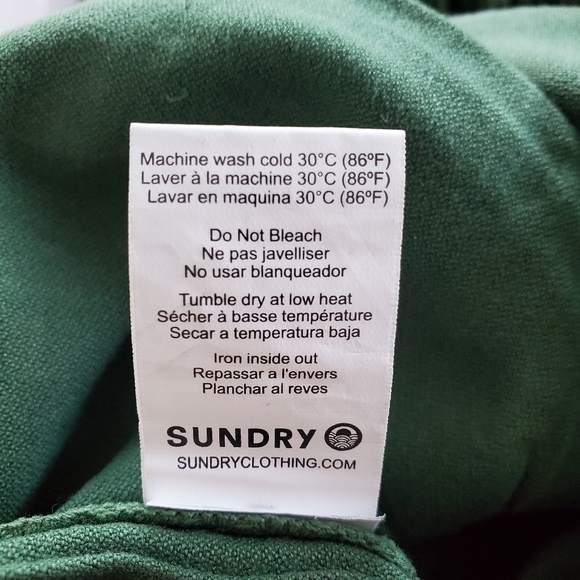 Machine wash cold 30°C (86ºF)
Laver à la machine 30°C (86ºF)
Lavar en maquina 30°C (86ºF)
Do Not Bleach
Ne pas javelliser
No usar blanqueador
Tumble dry at low heat
Sécher à basse température
Secar a temperatura baja
Iron inside out
Repassar a l'envers
Planchar al reves
SUNDRY
SUNDRYCLOTHING.COM